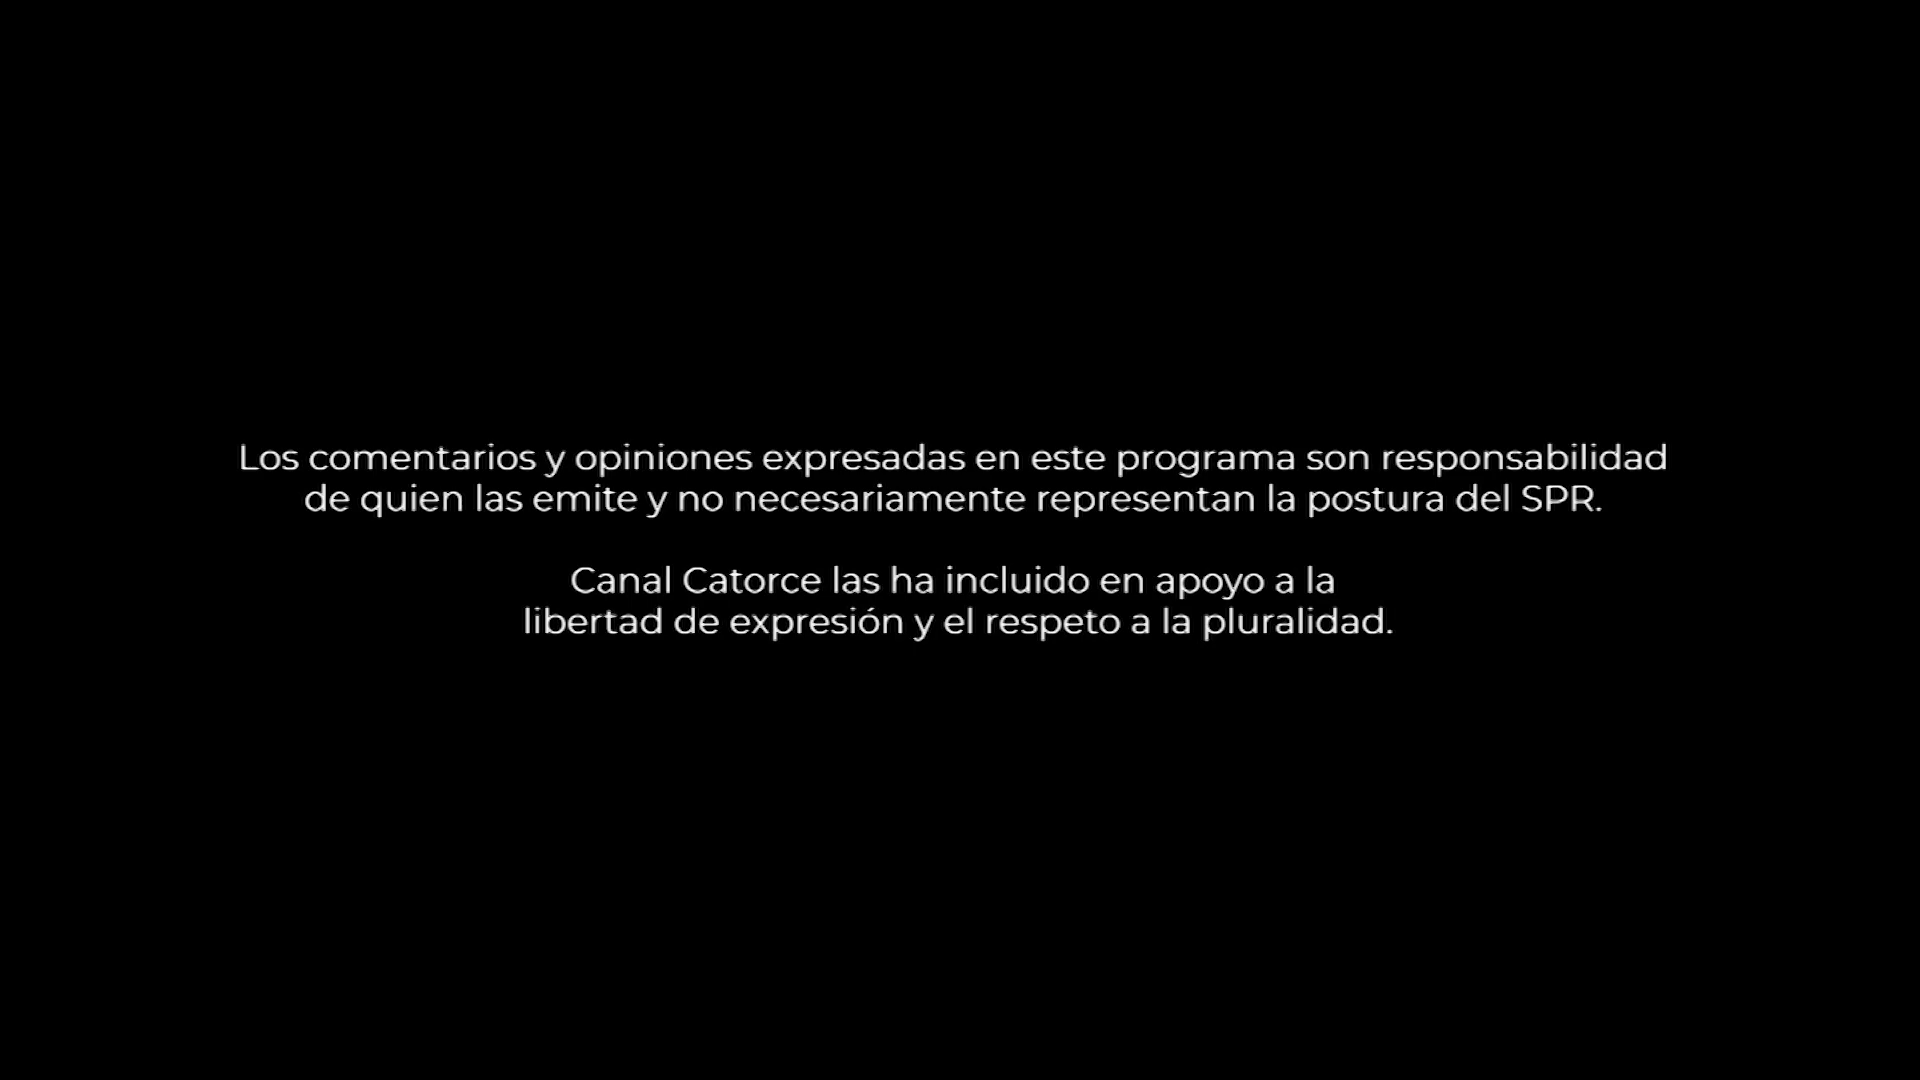 Los comentarios y opiniones expresadas en este programa son responsabilidad
de quien las emite y no necesariamente representan la postura del SPR.
Canal Catorce las ha incluido en apoyo a la
libertad de expresión y el respeto a la pluralidad.